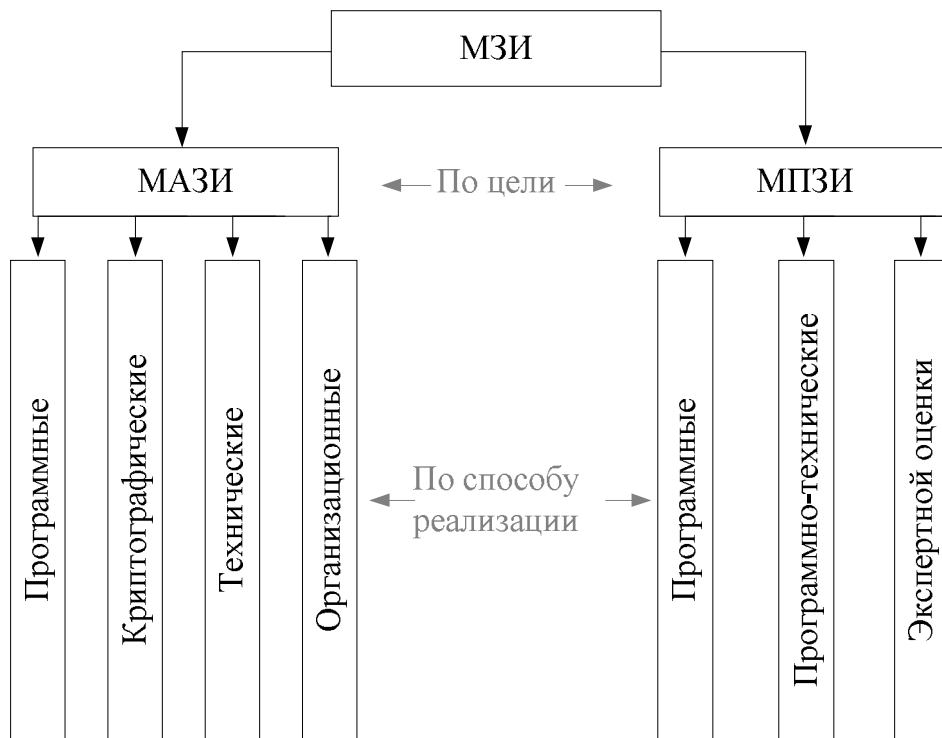 МЗИ
МАЗИ
По цели
МПЗИ
Программные
Криптографические
Технические
Организационные
По способу
реализации
Программные
Программно-технические
Экспертной оценки